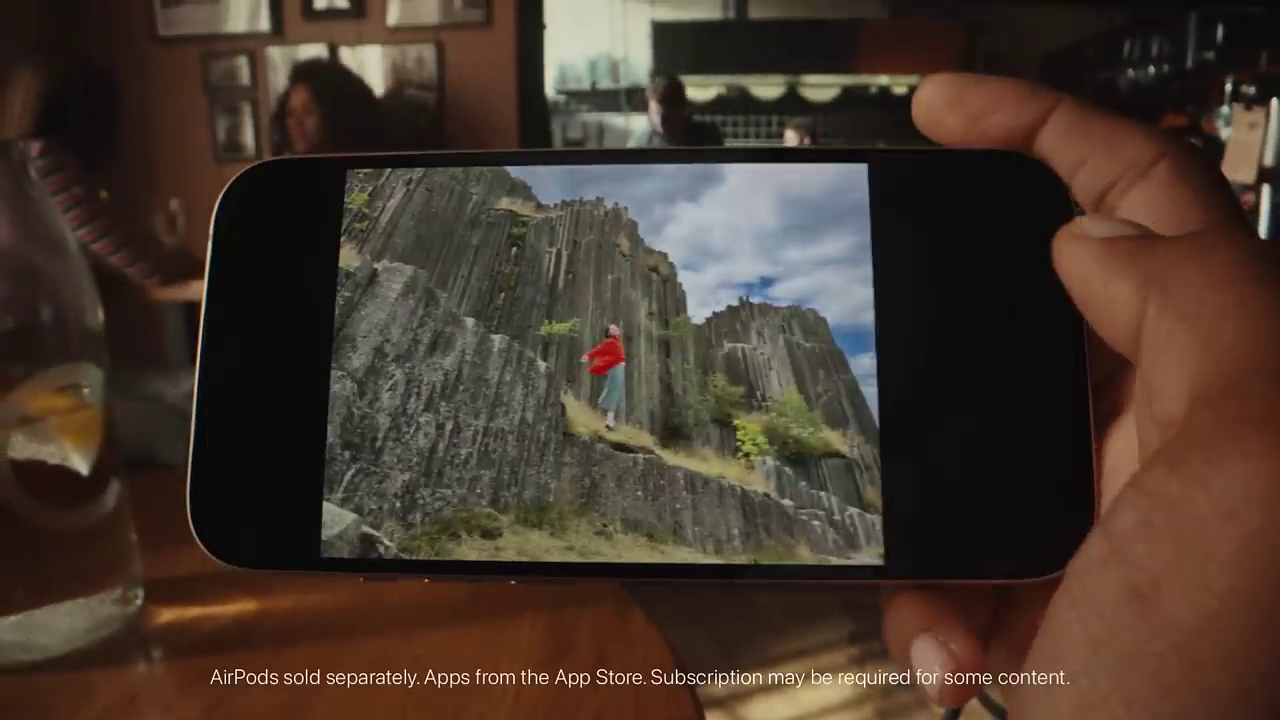 AirPods sold separately. Apps from the App Store. Subscription may be required for some content.